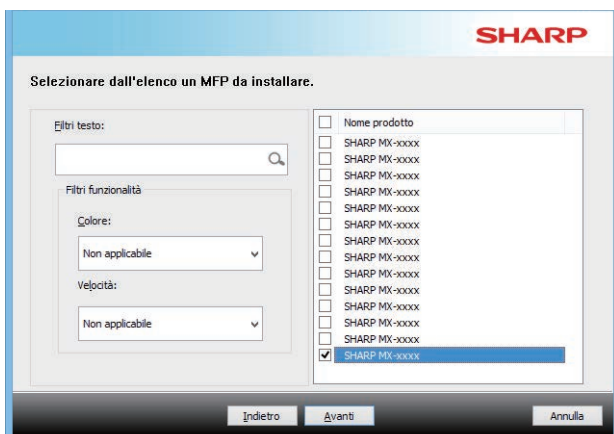 SHARP
Selezionare dall'elenco un MFP da installare.
Filtri testo:
Filtri funzionalità
Colore:
Non applicabile
Velocità:
Non applicabile
Nome prodotto
SHARP MX-xxxx
SHARP MX-xxxx
SHARP MX-xxxx
SHARP MX-xxxx
SHARP MX-xxxx
SHARP MX-xxxx
SHARP MX-xxxx
SHARP MX-xxxx
SHARP MX-xxxx
SHARP MX-xxxx
SHARP MX-xxxx
SHARP MX-xxxx
SHARP MX-xxxx
SHARP MX-xxxx
Indietro
Avanti
Annulla